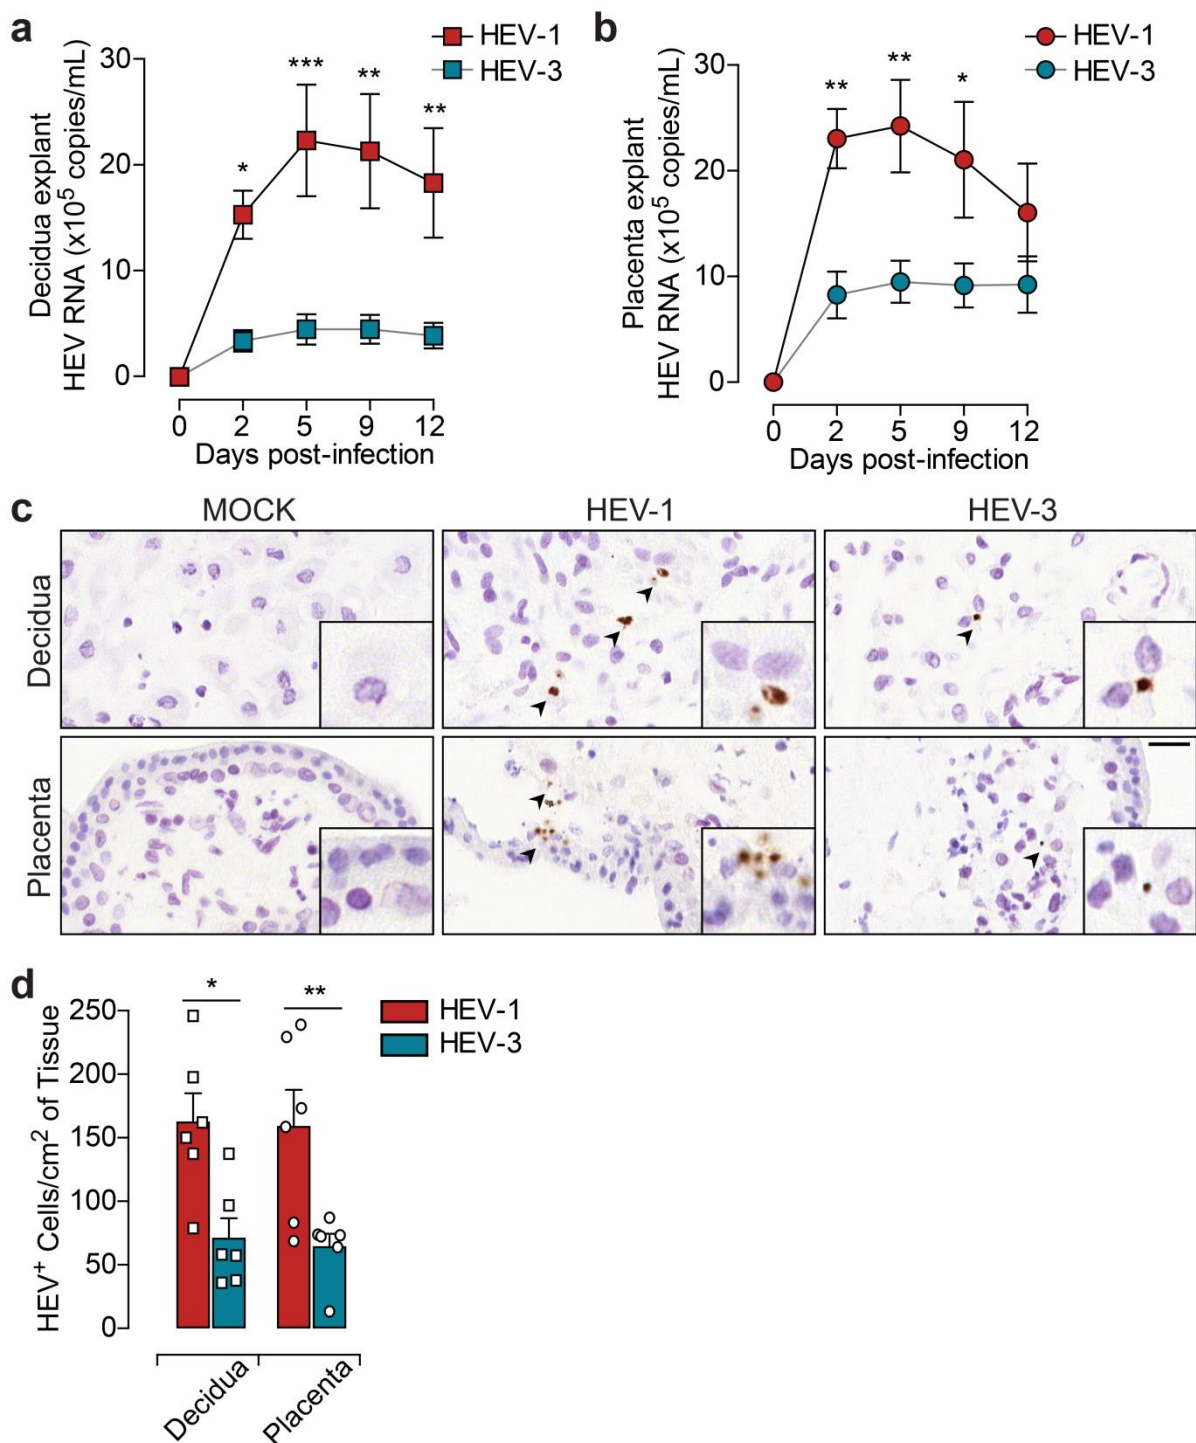 a
HEV-1
HEV-3
Decidua explant
HEV RNA (x10⁵ copies/mL)
30
20
10
0
*
***
**
**
0 2 5 9 12
Days post-infection
b
HEV-1
HEV-3
Placenta explant
HEV RNA (x10⁵ copies/mL)
30
20
10
0
**
**
*
0 2 5 9 12
Days post-infection
c
MOCK HEV-1 HEV-3
Decidua
Placenta
d
HEV-1
HEV-3
HEV⁺ Cells/cm² of Tissue
250
200
150
100
50
0
* **
Decidua
Placenta